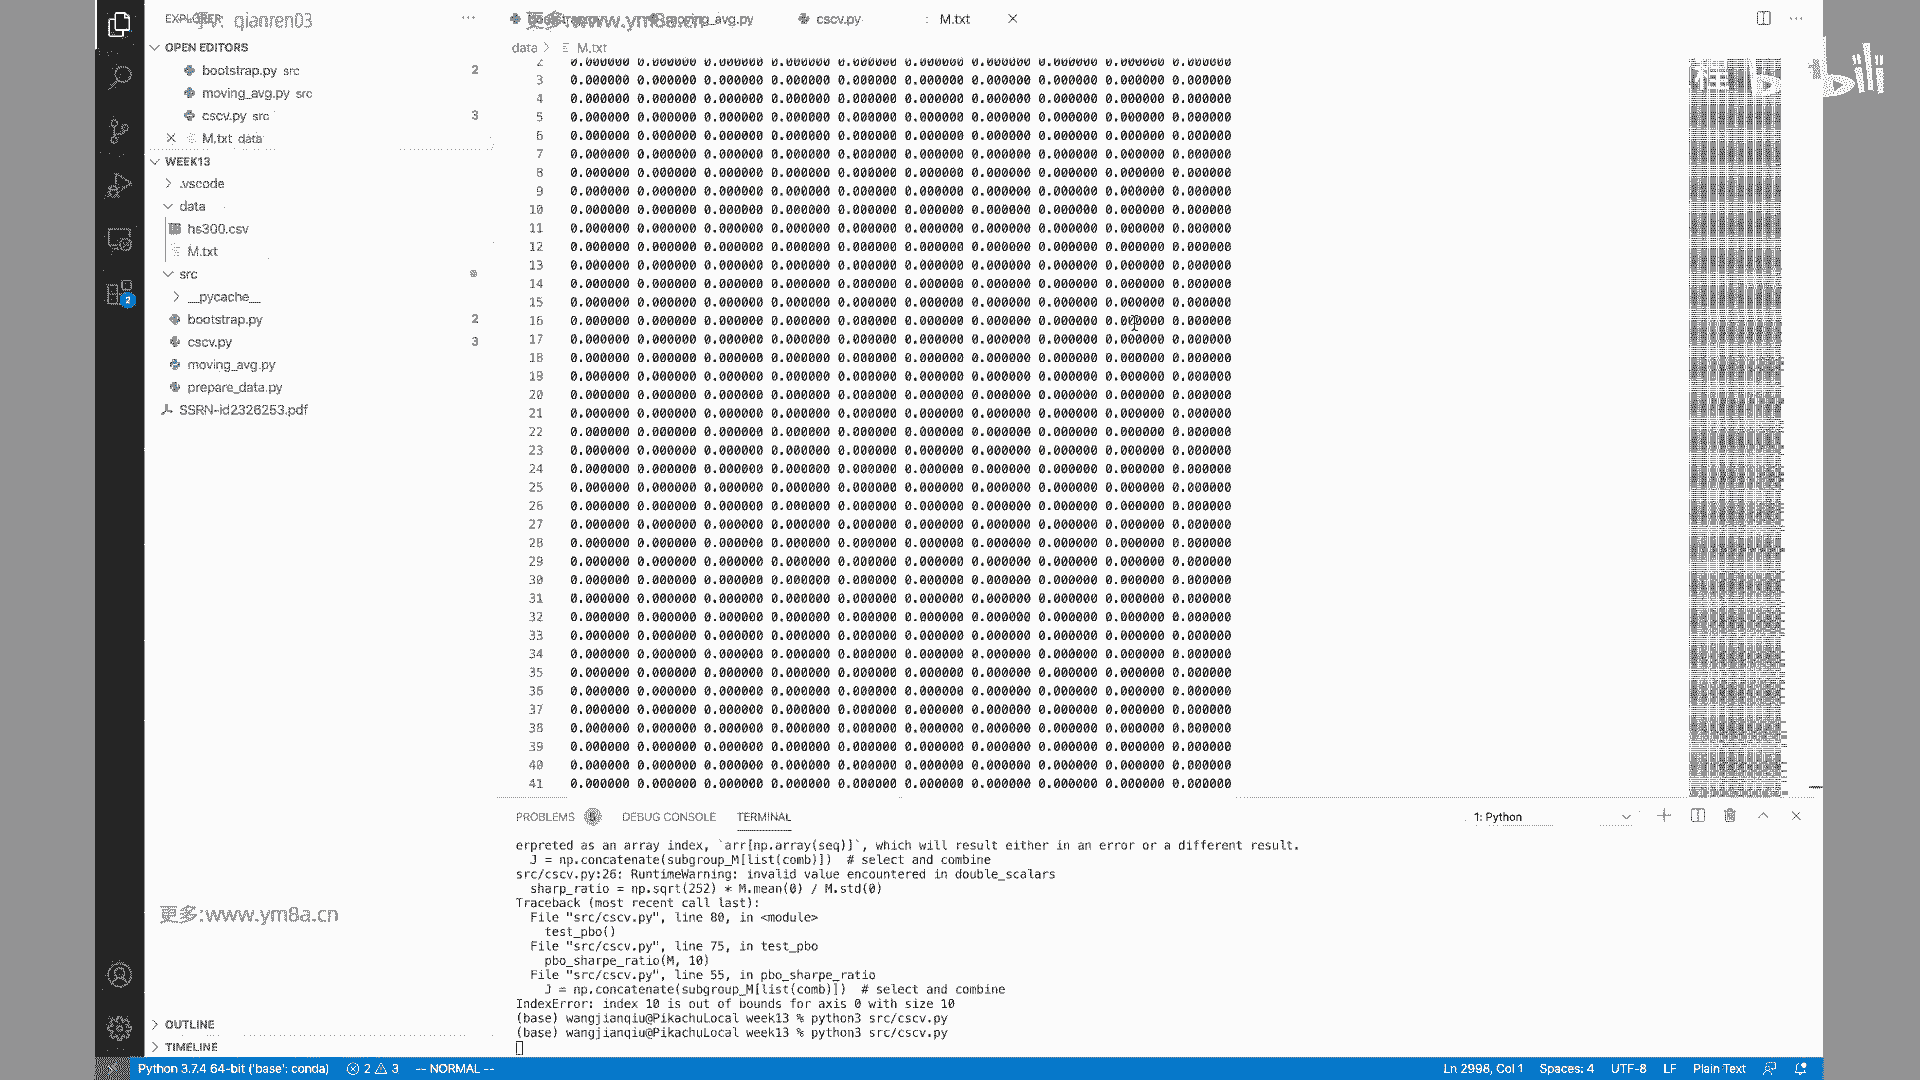 EXPLORER
qianren03
更多:www.ym8a.cn
moving_avg.py
cscv.py
M.txt
OPEN EDITORS
data > M.txt
bootstrap.py src 2
moving_avg.py src
cscv.py src 3
M.txt data
WEEK13
.vscode
data
hs300.csv
M.txt
src
__pycache__
bootstrap.py 2
cscv.py 3
moving_avg.py
prepare_data.py
SSRN-id2326253.pdf
2 0.000000 0.000000 0.000000 0.000000 0.000000 0.000000 0.000000 0.000000 0.000000 0.000000
3 0.000000 0.000000 0.000000 0.000000 0.000000 0.000000 0.000000 0.000000 0.000000 0.000000
4 0.000000 0.000000 0.000000 0.000000 0.000000 0.000000 0.000000 0.000000 0.000000 0.000000
5 0.000000 0.000000 0.000000 0.000000 0.000000 0.000000 0.000000 0.000000 0.000000 0.000000
6 0.000000 0.000000 0.000000 0.000000 0.000000 0.000000 0.000000 0.000000 0.000000 0.000000
7 0.000000 0.000000 0.000000 0.000000 0.000000 0.000000 0.000000 0.000000 0.000000 0.000000
8 0.000000 0.000000 0.000000 0.000000 0.000000 0.000000 0.000000 0.000000 0.000000 0.000000
9 0.000000 0.000000 0.000000 0.000000 0.000000 0.000000 0.000000 0.000000 0.000000 0.000000
10 0.000000 0.000000 0.000000 0.000000 0.000000 0.000000 0.000000 0.000000 0.000000 0.000000
11 0.000000 0.000000 0.000000 0.000000 0.000000 0.000000 0.000000 0.000000 0.000000 0.000000
12 0.000000 0.000000 0.000000 0.000000 0.000000 0.000000 0.000000 0.000000 0.000000 0.000000
13 0.000000 0.000000 0.000000 0.000000 0.000000 0.000000 0.000000 0.000000 0.000000 0.000000
14 0.000000 0.000000 0.000000 0.000000 0.000000 0.000000 0.000000 0.000000 0.000000 0.000000
15 0.000000 0.000000 0.000000 0.000000 0.000000 0.000000 0.000000 0.000000 0.000000 0.000000
16 0.000000 0.000000 0.000000 0.000000 0.000000 0.000000 0.000000 0.000000 0.000000 0.000000
17 0.000000 0.000000 0.000000 0.000000 0.000000 0.000000 0.000000 0.000000 0.000000 0.000000
18 0.000000 0.000000 0.000000 0.000000 0.000000 0.000000 0.000000 0.000000 0.000000 0.000000
19 0.000000 0.000000 0.000000 0.000000 0.000000 0.000000 0.000000 0.000000 0.000000 0.000000
20 0.000000 0.000000 0.000000 0.000000 0.000000 0.000000 0.000000 0.000000 0.000000 0.000000
21 0.000000 0.000000 0.000000 0.000000 0.000000 0.000000 0.000000 0.000000 0.000000 0.000000
22 0.000000 0.000000 0.000000 0.000000 0.000000 0.000000 0.000000 0.000000 0.000000 0.000000
23 0.000000 0.000000 0.000000 0.000000 0.000000 0.000000 0.000000 0.000000 0.000000 0.000000
24 0.000000 0.000000 0.000000 0.000000 0.000000 0.000000 0.000000 0.000000 0.000000 0.000000
25 0.000000 0.000000 0.000000 0.000000 0.000000 0.000000 0.000000 0.000000 0.000000 0.000000
26 0.000000 0.000000 0.000000 0.000000 0.000000 0.000000 0.000000 0.000000 0.000000 0.000000
27 0.000000 0.000000 0.000000 0.000000 0.000000 0.000000 0.000000 0.000000 0.000000 0.000000
28 0.000000 0.000000 0.000000 0.000000 0.000000 0.000000 0.000000 0.000000 0.000000 0.000000
29 0.000000 0.000000 0.000000 0.000000 0.000000 0.000000 0.000000 0.000000 0.000000 0.000000
30 0.000000 0.000000 0.000000 0.000000 0.000000 0.000000 0.000000 0.000000 0.000000 0.000000
31 0.000000 0.000000 0.000000 0.000000 0.000000 0.000000 0.000000 0.000000 0.000000 0.000000
32 0.000000 0.000000 0.000000 0.000000 0.000000 0.000000 0.000000 0.000000 0.000000 0.000000
33 0.000000 0.000000 0.000000 0.000000 0.000000 0.000000 0.000000 0.000000 0.000000 0.000000
34 0.000000 0.000000 0.000000 0.000000 0.000000 0.000000 0.000000 0.000000 0.000000 0.000000
35 0.000000 0.000000 0.000000 0.000000 0.000000 0.000000 0.000000 0.000000 0.000000 0.000000
36 0.000000 0.000000 0.000000 0.000000 0.000000 0.000000 0.000000 0.000000 0.000000 0.000000
37 0.000000 0.000000 0.000000 0.000000 0.000000 0.000000 0.000000 0.000000 0.000000 0.000000
38 0.000000 0.000000 0.000000 0.000000 0.000000 0.000000 0.000000 0.000000 0.000000 0.000000
39 0.000000 0.000000 0.000000 0.000000 0.000000 0.000000 0.000000 0.000000 0.000000 0.000000
40 0.000000 0.000000 0.000000 0.000000 0.000000 0.000000 0.000000 0.000000 0.000000 0.000000
41 0.000000 0.000000 0.000000 0.000000 0.000000 0.000000 0.000000 0.000000 0.000000 0.000000
PROBLEMS 5 DEBUG CONSOLE TERMINAL 1: Python
erpreted as an array index, `arr[np.array(seq)]`, which will result either in an error or a different result.
J = np.concatenate(subgroup_M[list(comb)]) # select and combine
src/cscv.py:26: RuntimeWarning: invalid value encountered in double_scalars
sharp_ratio = np.sqrt(252) * M.mean(0) / M.std(0)
Traceback (most recent call last):
File "src/cscv.py", line 80, in <module>
test_pbo()
File "src/cscv.py", line 75, in test_pbo
pbo_sharpe_ratio(M, 10)
File "src/cscv.py", line 55, in pbo_sharpe_ratio
J = np.concatenate(subgroup_M[list(comb)]) # select and combine
IndexError: index 10 is out of bounds for axis 0 with size 10
(base) wangjianqiu@PikachuLocal week13 % python3 src/cscv.py
(base) wangjianqiu@PikachuLocal week13 % python3 src/cscv.py
更多:www.ym8a.cn
OUTLINE
TIMELINE
2
Python 3.7.4 64-bit ('base': conda) 2 3 -- NORMAL -- Ln 2998, Col 1 Spaces: 4 UTF-8 LF Plain Text